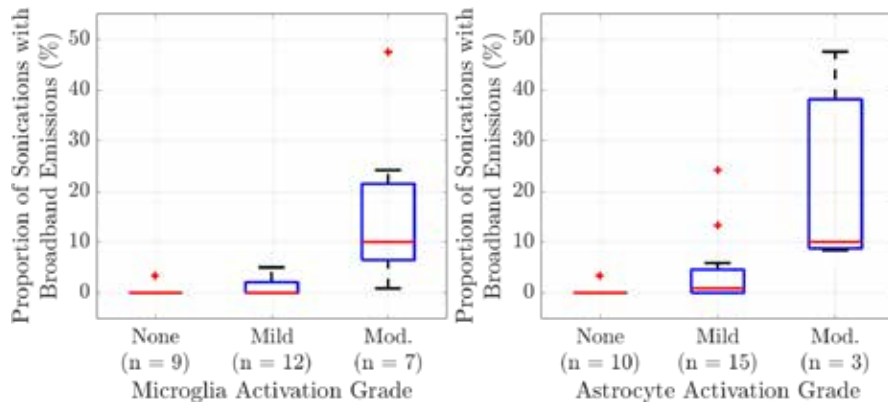 Proportion of Sonications with
Broadband Emissions (%)
50
40
30
20
10
0
None
Mild
Mod.
(n = 9)
(n = 12)
(n = 7)
Microglia Activation Grade
Proportion of Sonications with
Broadband Emissions (%)
50
40
30
20
10
0
None
Mild
Mod.
(n = 10)
(n = 15)
(n = 3)
Astrocyte Activation Grade